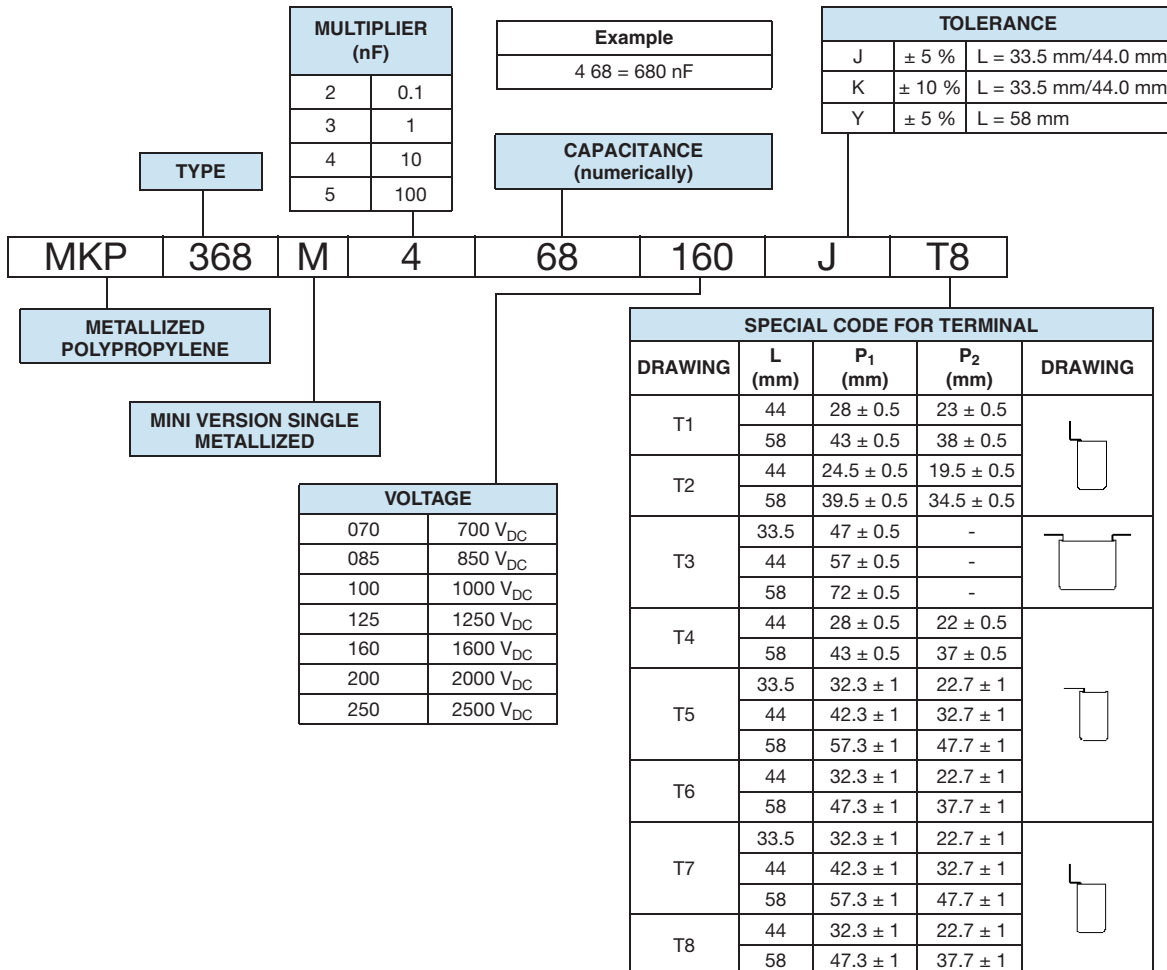 MULTIPLIER
(nF)
2 0.1
3 1
4 10
5 100
Example
4 68 = 680 nF
TOLERANCE
J ± 5 % L = 33.5 mm/44.0 mm
K ± 10 % L = 33.5 mm/44.0 mm
Y ± 5 % L = 58 mm
TYPE
CAPACITANCE
(numerically)
MKP 368 M 4 68 160 J T8
METALLIZED
POLYPROPYLENE
MINI VERSION SINGLE
METALLIZED
VOLTAGE
070 700 VDC
085 850 VDC
100 1000 VDC
125 1250 VDC
160 1600 VDC
200 2000 VDC
250 2500 VDC
SPECIAL CODE FOR TERMINAL
DRAWING L (mm) P1 (mm) P2 (mm) DRAWING
T1 44 28 ± 0.5 23 ± 0.5
58 43 ± 0.5 38 ± 0.5
T2 44 24.5 ± 0.5 19.5 ± 0.5
58 39.5 ± 0.5 34.5 ± 0.5
T3 33.5 47 ± 0.5 -
44 57 ± 0.5 -
58 72 ± 0.5 -
T4 44 28 ± 0.5 22 ± 0.5
58 43 ± 0.5 37 ± 0.5
T5 33.5 32.3 ± 1 22.7 ± 1
44 42.3 ± 1 32.7 ± 1
58 57.3 ± 1 47.7 ± 1
T6 44 32.3 ± 1 22.7 ± 1
58 47.3 ± 1 37.7 ± 1
T7 33.5 32.3 ± 1 22.7 ± 1
44 42.3 ± 1 32.7 ± 1
58 57.3 ± 1 47.7 ± 1
T8 44 32.3 ± 1 22.7 ± 1
58 47.3 ± 1 37.7 ± 1